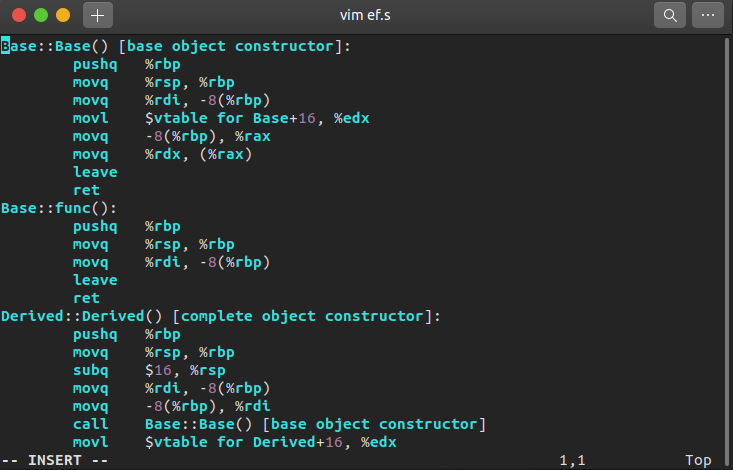 vim ef.s
Base::Base() [base object constructor]:
        pushq   %rbp
        movq    %rsp, %rbp
        movq    %rdi, -8(%rbp)
        movl    $vtable for Base+16, %edx
        movq    -8(%rbp), %rax
        movq    %rdx, (%rax)
        leave
        ret
Base::func():
        pushq   %rbp
        movq    %rsp, %rbp
        movq    %rdi, -8(%rbp)
        leave
        ret
Derived::Derived() [complete object constructor]:
        pushq   %rbp
        movq    %rsp, %rbp
        subq    $16, %rsp
        movq    %rdi, -8(%rbp)
        movq    -8(%rbp), %rdi
        call    Base::Base() [base object constructor]
        movl    $vtable for Derived+16, %edx
-- INSERT --                                                  1,1           Top